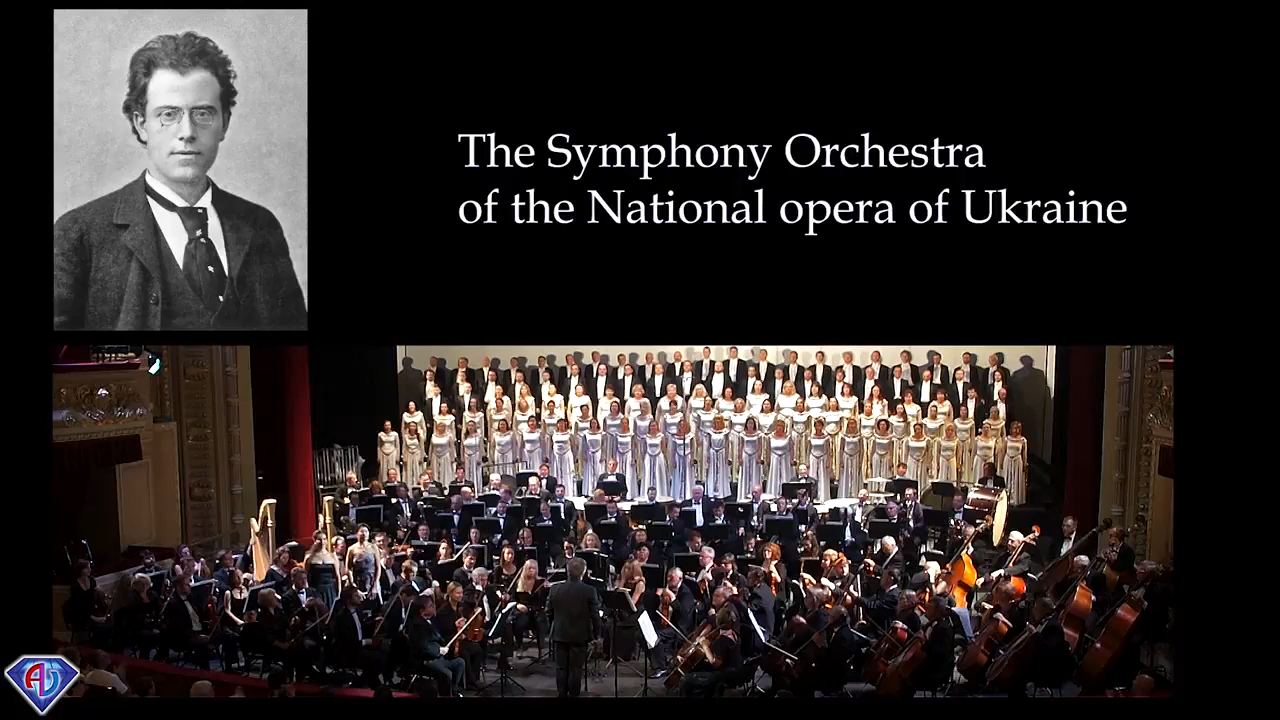 The Symphony Orchestra
of the National opera of Ukraine